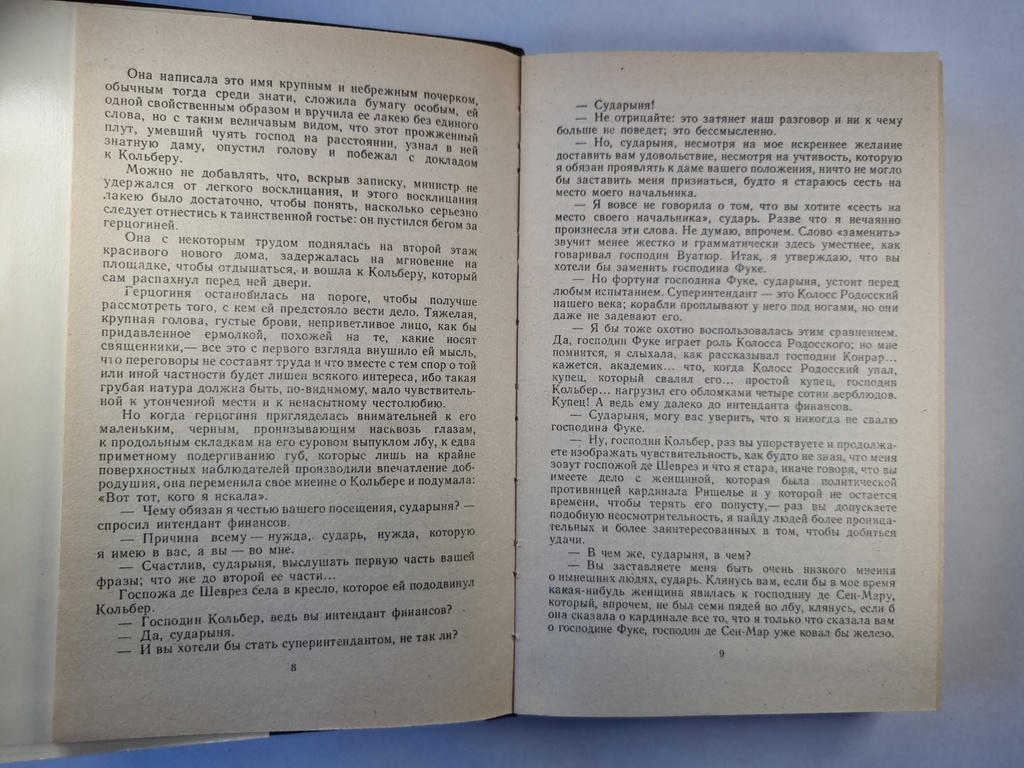 Она написала это имя крупным и небрежным почерком,
обычным тогда среди знати, сложила бумагу особым, ей
одной свойственным образом и вручила ее лакею без единого
слова, но с таким величавым видом, что этот прожженный
плут, умевший чуять господ на расстоянии, узнал в ней
знатную даму, опустил голову и побежал с докладом
к Кольберу.
Можно не добавлять, что, вскрыв записку, министр не
удержался от легкого восклицания, и этого восклицания
лакею было достаточно, чтобы понять, насколько серьезно
следует отнестись к таинственной гостье: он пустился бегом за
герцогиней.
Она с некоторым трудом поднялась на второй этаж
красивого нового дома, задержалась на мгновение на
площадке, чтобы отдышаться, и вошла к Кольберу, который
сам распахнул перед ней двери.
Герцогиня остановилась на пороге, чтобы получше
рассмотреть того, с кем ей предстояло вести дело. Тяжелая,
крупная голова, густые брови, неприветливое лицо, как бы
придавленное ермолкой, похожей на те, какие носят
священники,— все это с первого взгляда внушило ей мысль,
что переговоры не составят труда и что вместе с тем спор о той
или иной частности будет лишен всякого интереса, ибо такая
грубая натура должна быть, по-видимому, мало чувствитель-
ной к утонченной мести и к ненасытному честолюбию.
Но когда герцогиня пригляделась внимательней к его
маленьким, черным, пронизывающим насквозь глазам,
к продольным складкам на его суровом выпуклом лбу, к едва
приметному подергиванию губ, которые лишь на крайне
поверхностных наблюдателей производили впечатление доб-
родушия, она переменила свое мнение о Кольбере и подумала:
«Вот тот, кого я искала».
— Чему обязан я честью вашего посещения, сударыня? —
спросил интендант финансов.
— Причина всему — нужда, сударь, нужда, которую
я имею в вас, а вы — во мне.
— Счастлив, сударыня, выслушать первую часть вашей
фразы; что же до второй ее части...
Госпожа де Шеврез села в кресло, которое ей пододвинул
Кольбер.
— Господин Кольбер, ведь вы интендант финансов?
— Да, сударыня.
— И вы хотели бы стать суперинтендантом, не так ли?
8
— Сударыня!
— Не отрицайте: это затянет наш разговор и ни к чему
больше не поведет; это бессмысленно.
— Но, сударыня, несмотря на мое искреннее желание
доставить вам удовольствие, несмотря на учтивость, которую
я обязан проявлять к даме вашего положения, ничто не могло
бы заставить меня признаться, будто я стараюсь сесть на
место моего начальника.
— Я вовсе не говорила о том, что вы хотите «сесть на
место своего начальника», сударь. Разве что я нечаянно
произнесла эти слова. Не думаю, впрочем. Слово «заменить»
звучит менее жестко и грамматически здесь уместнее, как
говаривал господин Вуатюр. Итак, я утверждаю, что вы
хотели бы заменить господина Фуке.
— Но фортуна господина Фуке, сударыня, устоит перед
любым испытанием. Суперинтендант — это Колосс Родосский
нашего века; корабли проплывают у него под ногами, но они
даже не задевают его.
— Я бы тоже охотно воспользовалась этим сравнением.
Да, господин Фуке играет роль Колосса Родосского; но мне
помнится, я слыхала, как рассказывал господин Конрар...
кажется, академик... что, когда Колосс Родосский упал,
купец, который свалил его... простой купец, господин
Кольбер... нагрузил его обломками четыре сотни верблюдов.
Купец! А ведь ему далеко до интенданта финансов.
— Сударыня, могу вас уверить, что я никогда не свалю
господина Фуке.
— Ну, господин Кольбер, раз вы упорствуете и продолжа-
ете изображать чувствительность, как будто не зная, что меня
зовут госпожой де Шеврез и что я стара, иначе говоря, что вы
имеете дело с женщиной, которая была политической
противницей кардинала Ришелье и у которой не остается
времени, чтобы терять его попусту,— раз вы допускаете
подобную неосмотрительность, я найду людей более проница-
тельных и более заинтересованных в том, чтобы добиться
удачи.
— В чем же, сударыня, в чем?
— Вы заставляете меня быть очень низкого мнения
о нынешних людях, сударь. Клянусь вам, если бы в мое время
какая-нибудь женщина явилась к господину де Сен-Мару,
который, впрочем, не был семи пядей во лбу, клянусь, если б
она сказала о кардинале все то, что я только что сказала вам
о господине Фуке, господин де Сен-Мар уже ковал бы железо.
9